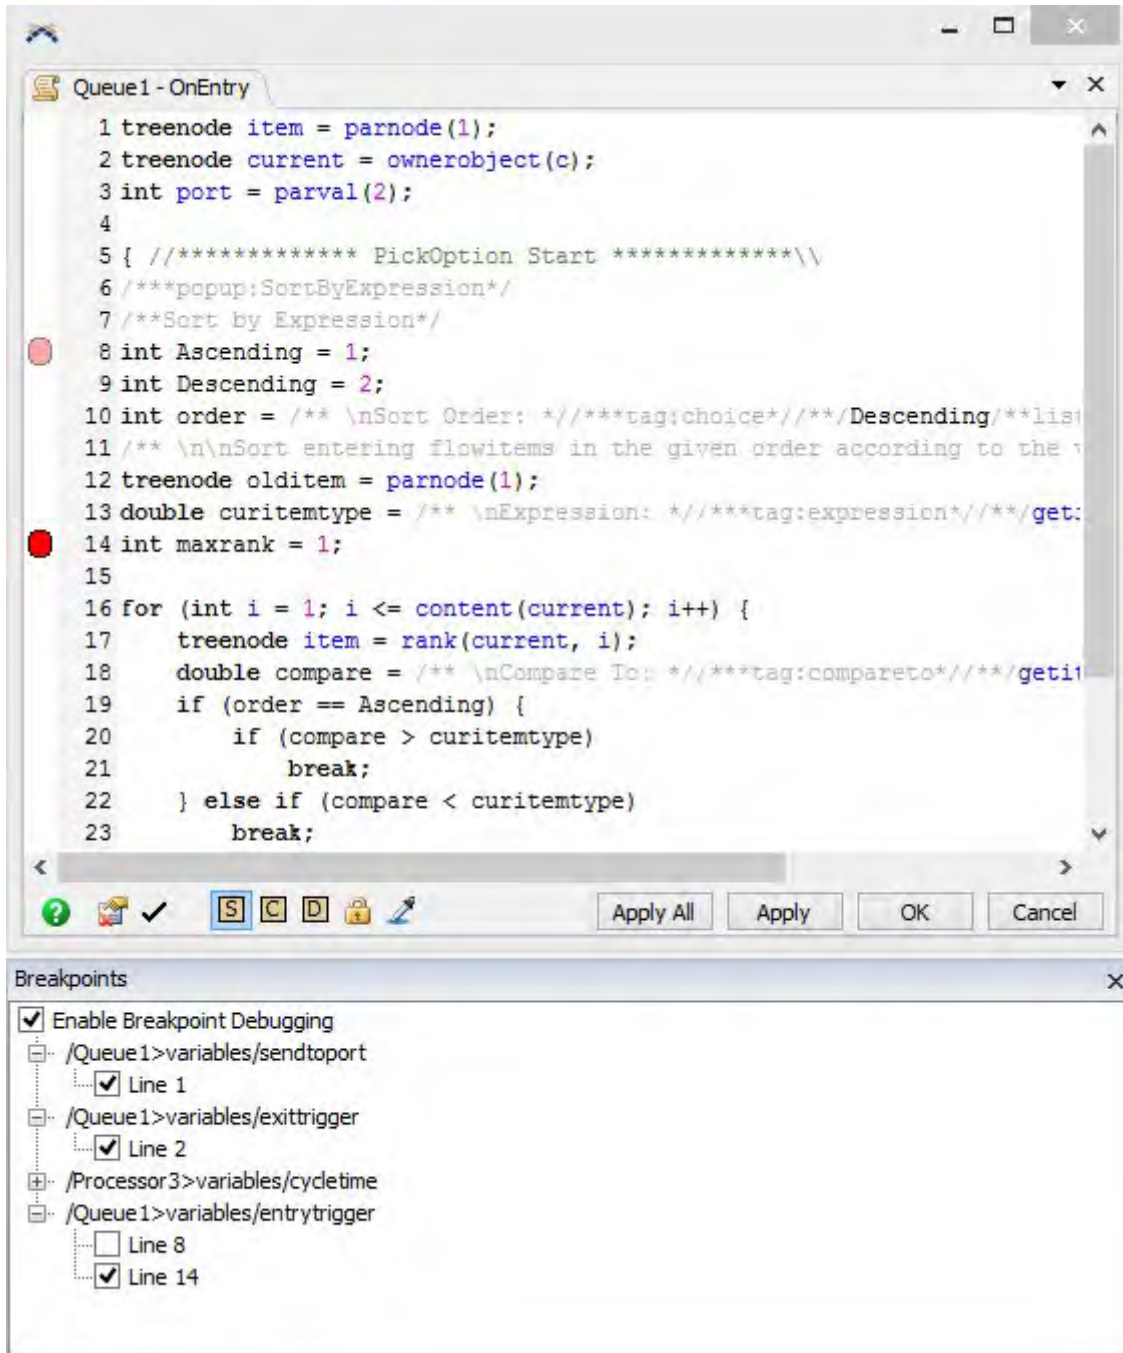 Queue1 - OnEntry
1 treenode item = parnode(1);
2 treenode current = ownerobject(c);
3 int port = parval(2);
4
5 { //************* PickOption Start *************\\
6 /***popup:SortByExpression*/
7 /**Sort by Expression*/
8 int Ascending = 1;
9 int Descending = 2;
10 int order = /** \nSort Order: *//***tag:choice*//**/Descending/**list
11 /** \n\nSort entering flowitems in the given order according to the
12 treenode olditem = parnode(1);
13 double curitemtype = /** \nExpression: *//***tag:expression*//**/geti
14 int maxrank = 1;
15
16 for (int i = 1; i <= content(current); i++) {
17 treenode item = rank(current, i);
18 double compare = /** \nCompare To: *//***tag:compareto*//**/getit
19 if (order == Ascending) {
20 if (compare > curitemtype)
21 break;
22 } else if (compare < curitemtype)
23 break;
S C D Apply All Apply OK Cancel
Breakpoints
Enable Breakpoint Debugging
/Queue1>variables/sendtoport
Line 1
/Queue1>variables/exittrigger
Line 2
/Processor3>variables/cycletime
/Queue1>variables/entrytrigger
Line 8
Line 14